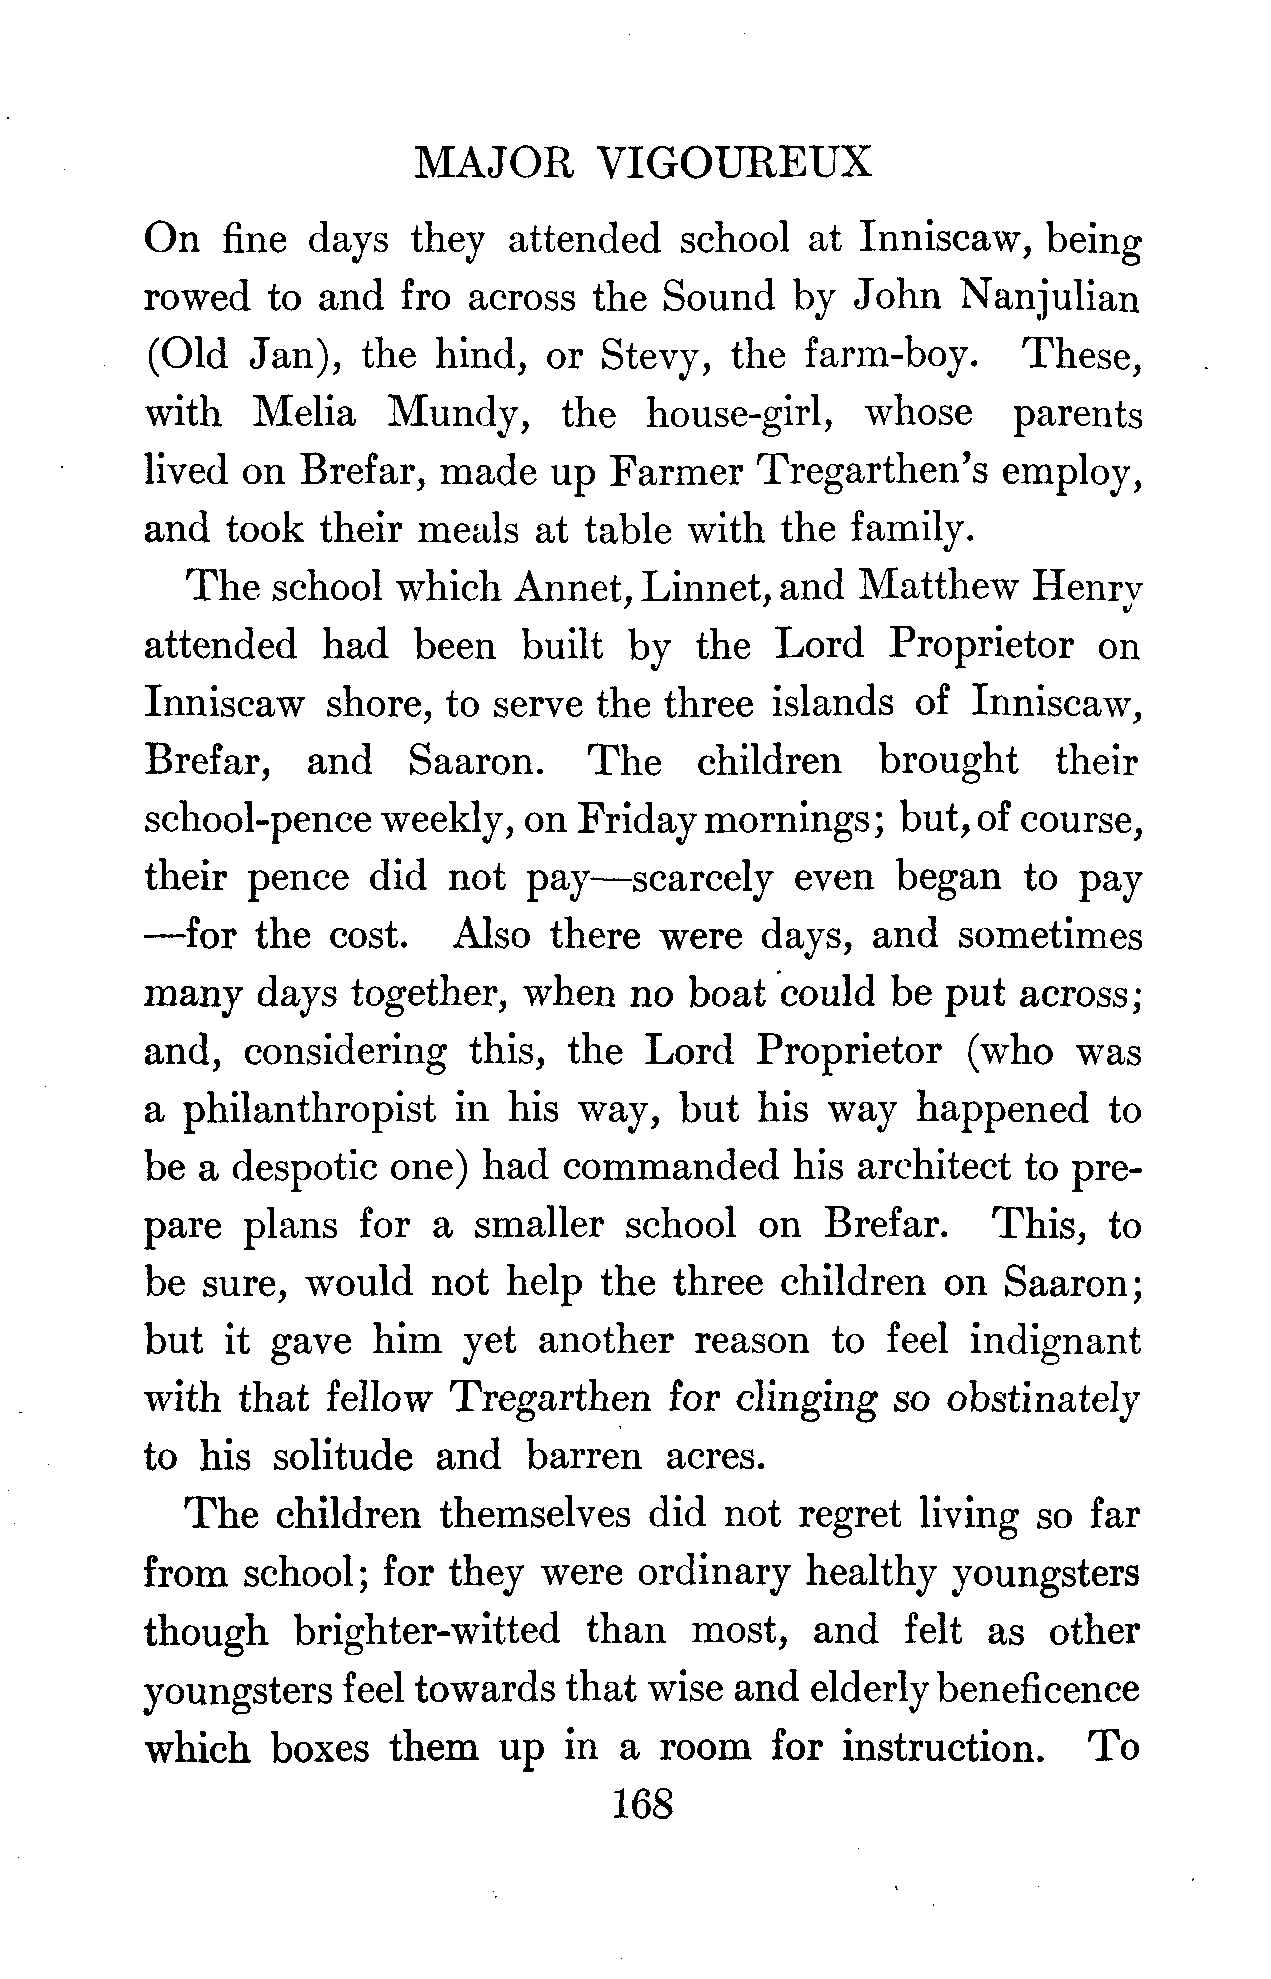 MAJOR VIGOUREUX
On fine days they attended school at Inniscaw, being
rowed to and fro across the Sound by John Nanjulian
(Old Jan), the hind, or Stevy, the farm-boy. These,
with Melia Mundy, the house-girl, whose parents
lived on Brefar, made up Farmer Tregarthen's employ,
and took their meals at table with the family.
The school which Annet, Linnet, and Matthew Henry
attended had been built by the Lord Proprietor on
Inniscaw shore, to serve the three islands of Inniscaw,
Brefar, and Saaron. The children brought their
school-pence weekly, on Friday mornings; but, of course,
their pence did not pay—scarcely even began to pay
—for the cost. Also there were days, and sometimes
many days together, when no boat could be put across;
and, considering this, the Lord Proprietor (who was
a philanthropist in his way, but his way happened to
be a despotic one) had commanded his architect to pre-
pare plans for a smaller school on Brefar. This, to
be sure, would not help the three children on Saaron;
but it gave him yet another reason to feel indignant
with that fellow Tregarthen for clinging so obstinately
to his solitude and barren acres.
The children themselves did not regret living so far
from school; for they were ordinary healthy youngsters
though brighter-witted than most, and felt as other
youngsters feel towards that wise and elderly beneficence
which boxes them up in a room for instruction. To
168